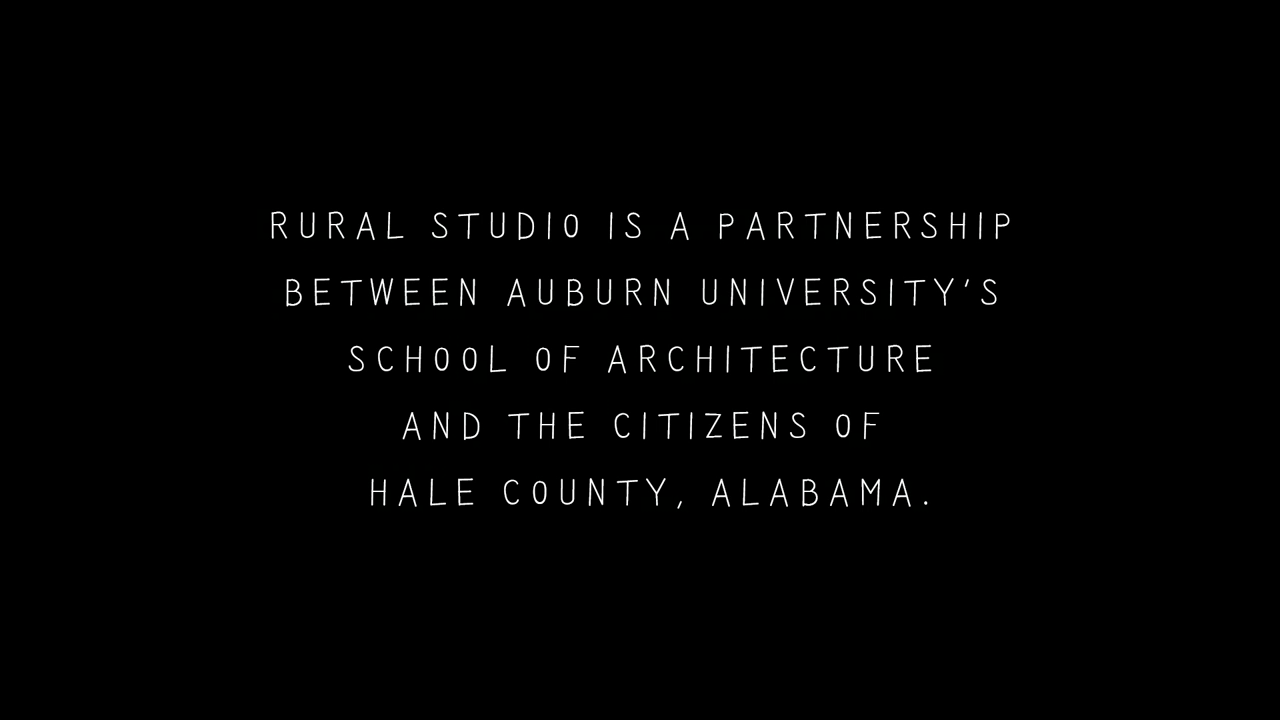 RURAL STUDIO IS A PARTNERSHIP
BETWEEN AUBURN UNIVERSITY'S
SCHOOL OF ARCHITECTURE
AND THE CITIZENS OF
HALE COUNTY, ALABAMA.